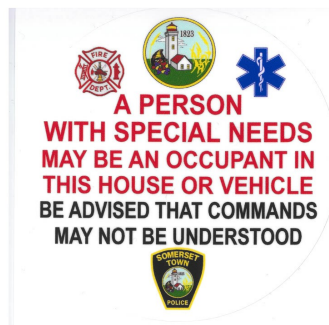 1823
FIRE
DEPT.
A PERSON
WITH SPECIAL NEEDS
MAY BE AN OCCUPANT IN
THIS HOUSE OR VEHICLE
BE ADVISED THAT COMMANDS
MAY NOT BE UNDERSTOOD
SOMERSET
TOWN
POLICE